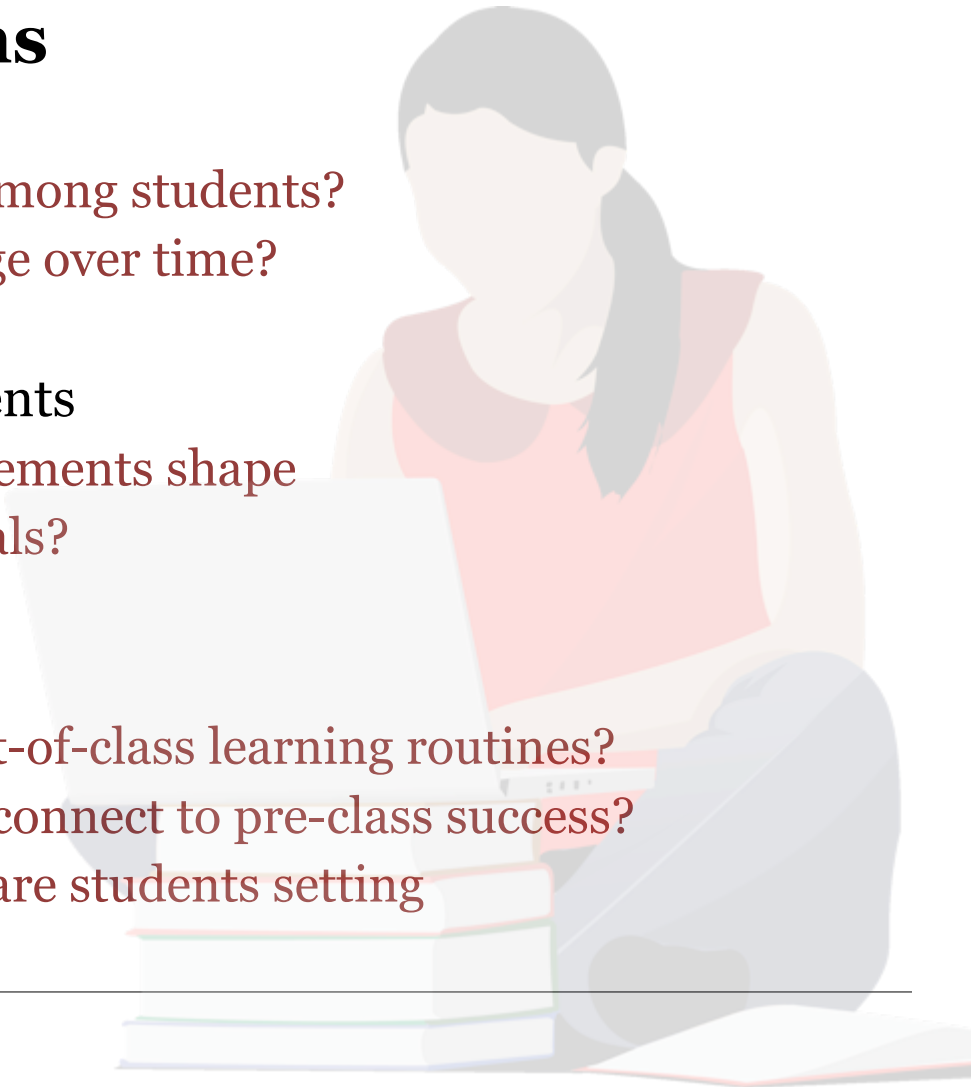 ns
mong students?
ge over time?
ents
ements shape
als?
t-of-class learning routines?
connect to pre-class success?
are students setting